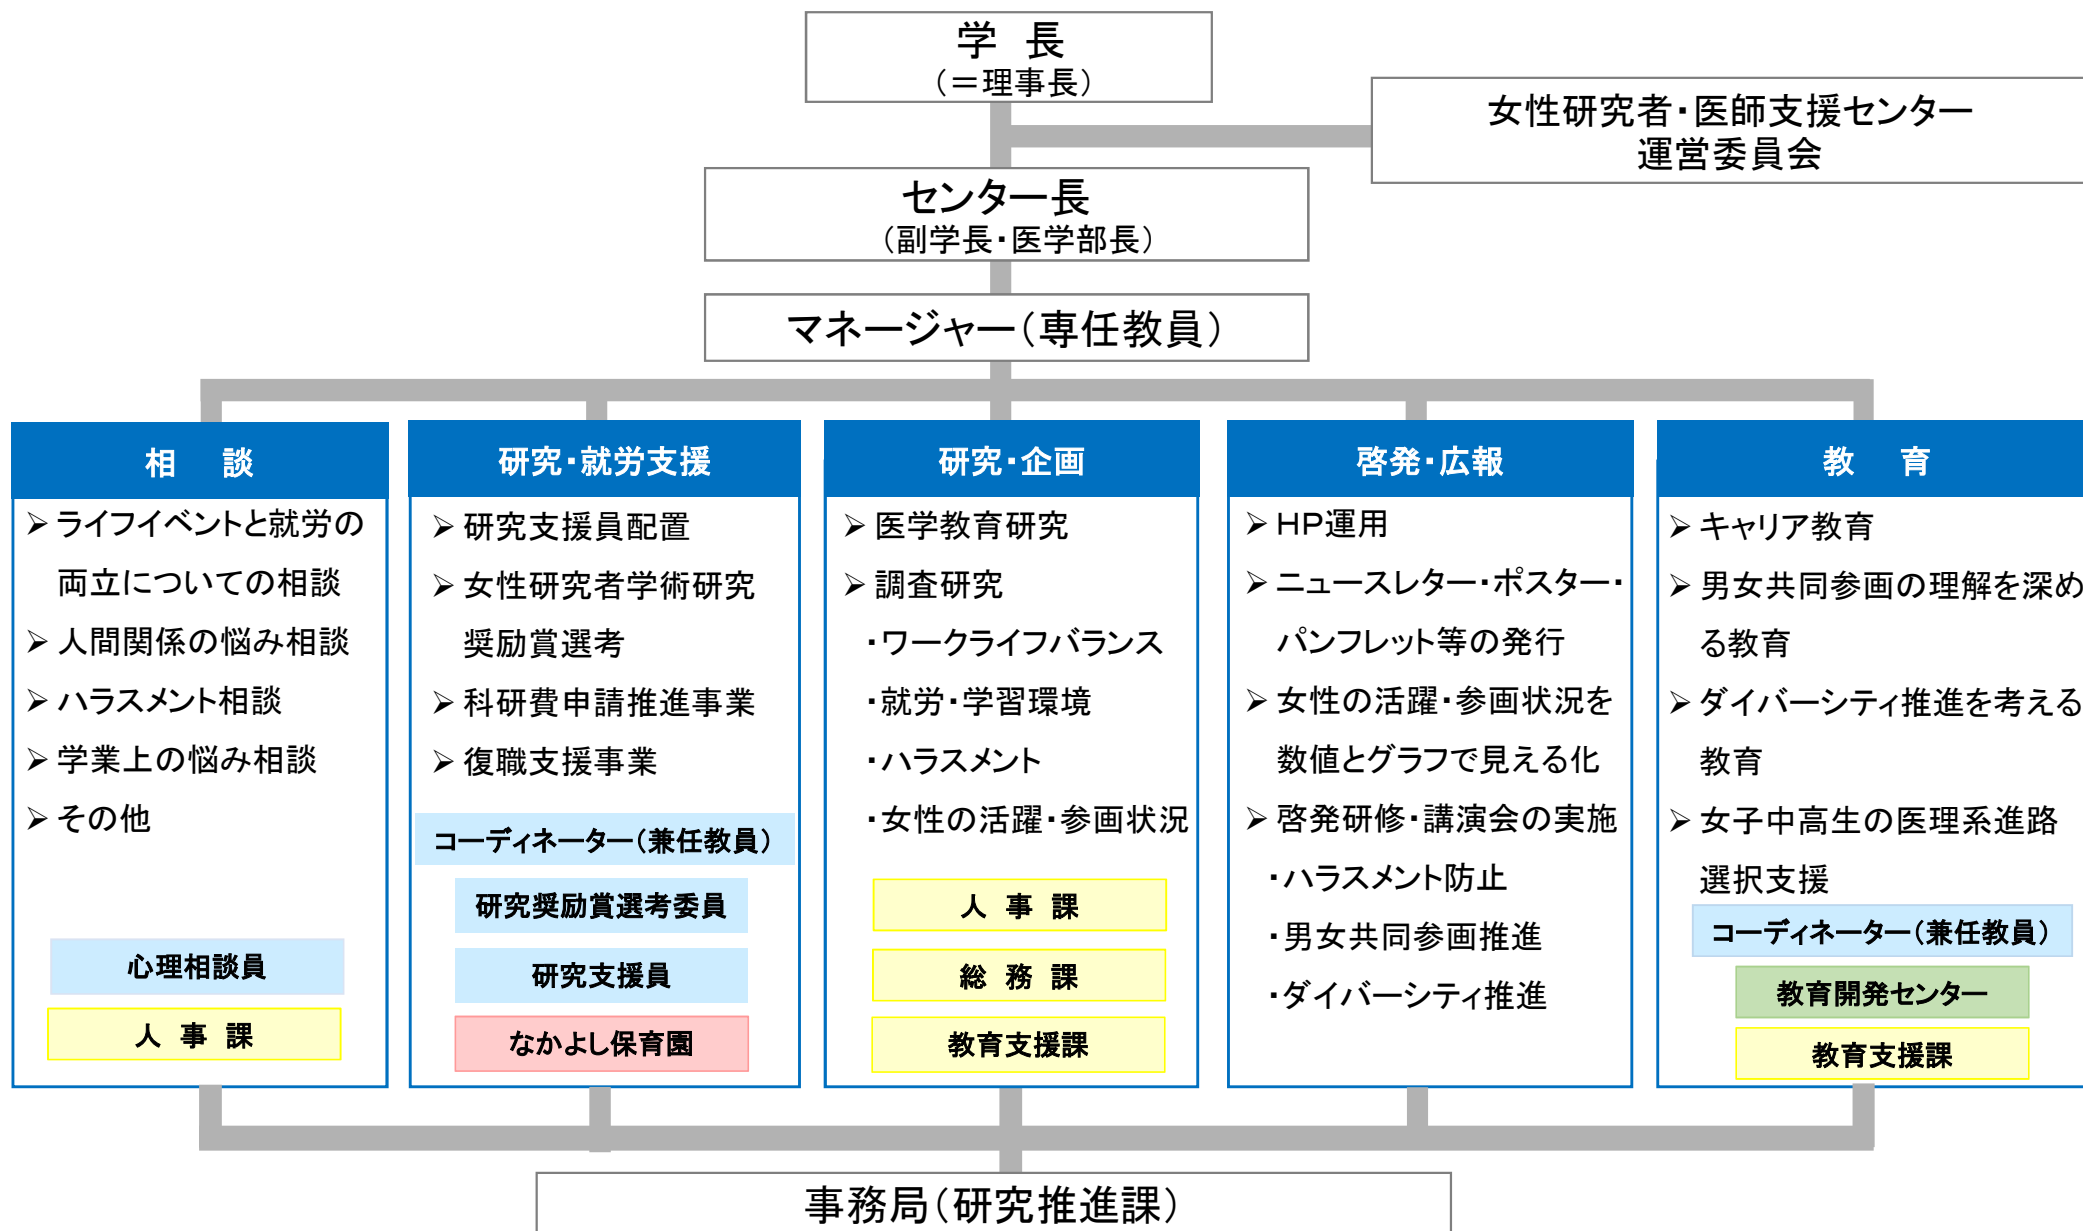 学 長
（＝理事長）
女性研究者・医師支援センター
運営委員会
センター長
（副学長・医学部長）
マネージャー（専任教員）
相 談
➢ ライフイベントと就労の
両立についての相談
➢ 人間関係の悩み相談
➢ ハラスメント相談
➢ 学業上の悩み相談
➢ その他
心理相談員
人 事 課
研究・就労支援
➢ 研究支援員配置
➢ 女性研究者学術研究
奨励賞選考
➢ 科研費申請推進事業
➢ 復職支援事業
コーディネーター（兼任教員）
研究奨励賞選考委員
研究支援員
なかよし保育園
研究・企画
➢ 医学教育研究
➢ 調査研究
・ワークライフバランス
・就労・学習環境
・ハラスメント
・女性の活躍・参画状況
人 事 課
総 務 課
教育支援課
啓発・広報
➢ HP運用
➢ ニュースレター・ポスター・
パンフレット等の発行
➢ 女性の活躍・参画状況を
数値とグラフで見える化
➢ 啓発研修・講演会の実施
・ハラスメント防止
・男女共同参画推進
・ダイバーシティ推進
教 育
➢ キャリア教育
➢ 男女共同参画の理解を深め
る教育
➢ ダイバーシティ推進を考える
教育
➢ 女子中高生の医理系進路
選択支援
コーディネーター（兼任教員）
教育開発センター
教育支援課
事務局（研究推進課）